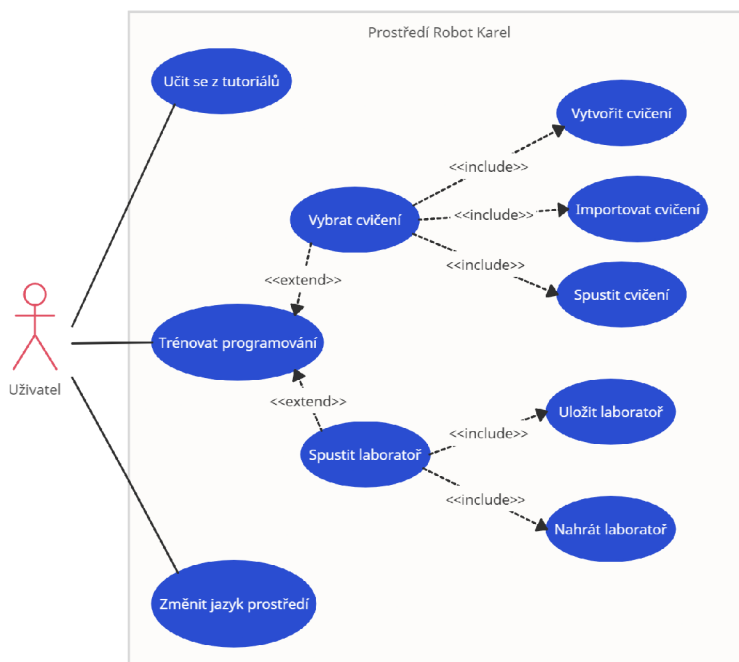 Prostředí Robot Karel
Učit se z tutoriálů
Vytvořit cvičení
<<include>>
Vybrat cvičení
<<include>>
Importovat cvičení
<<include>>
Spustit cvičení
<<extend>>
Trénovat programování
Uživatel
<<extend>>
Uložit laboratoř
<<include>>
Spustit laboratoř
<<include>>
Nahrát laboratoř
Změnit jazyk prostředí